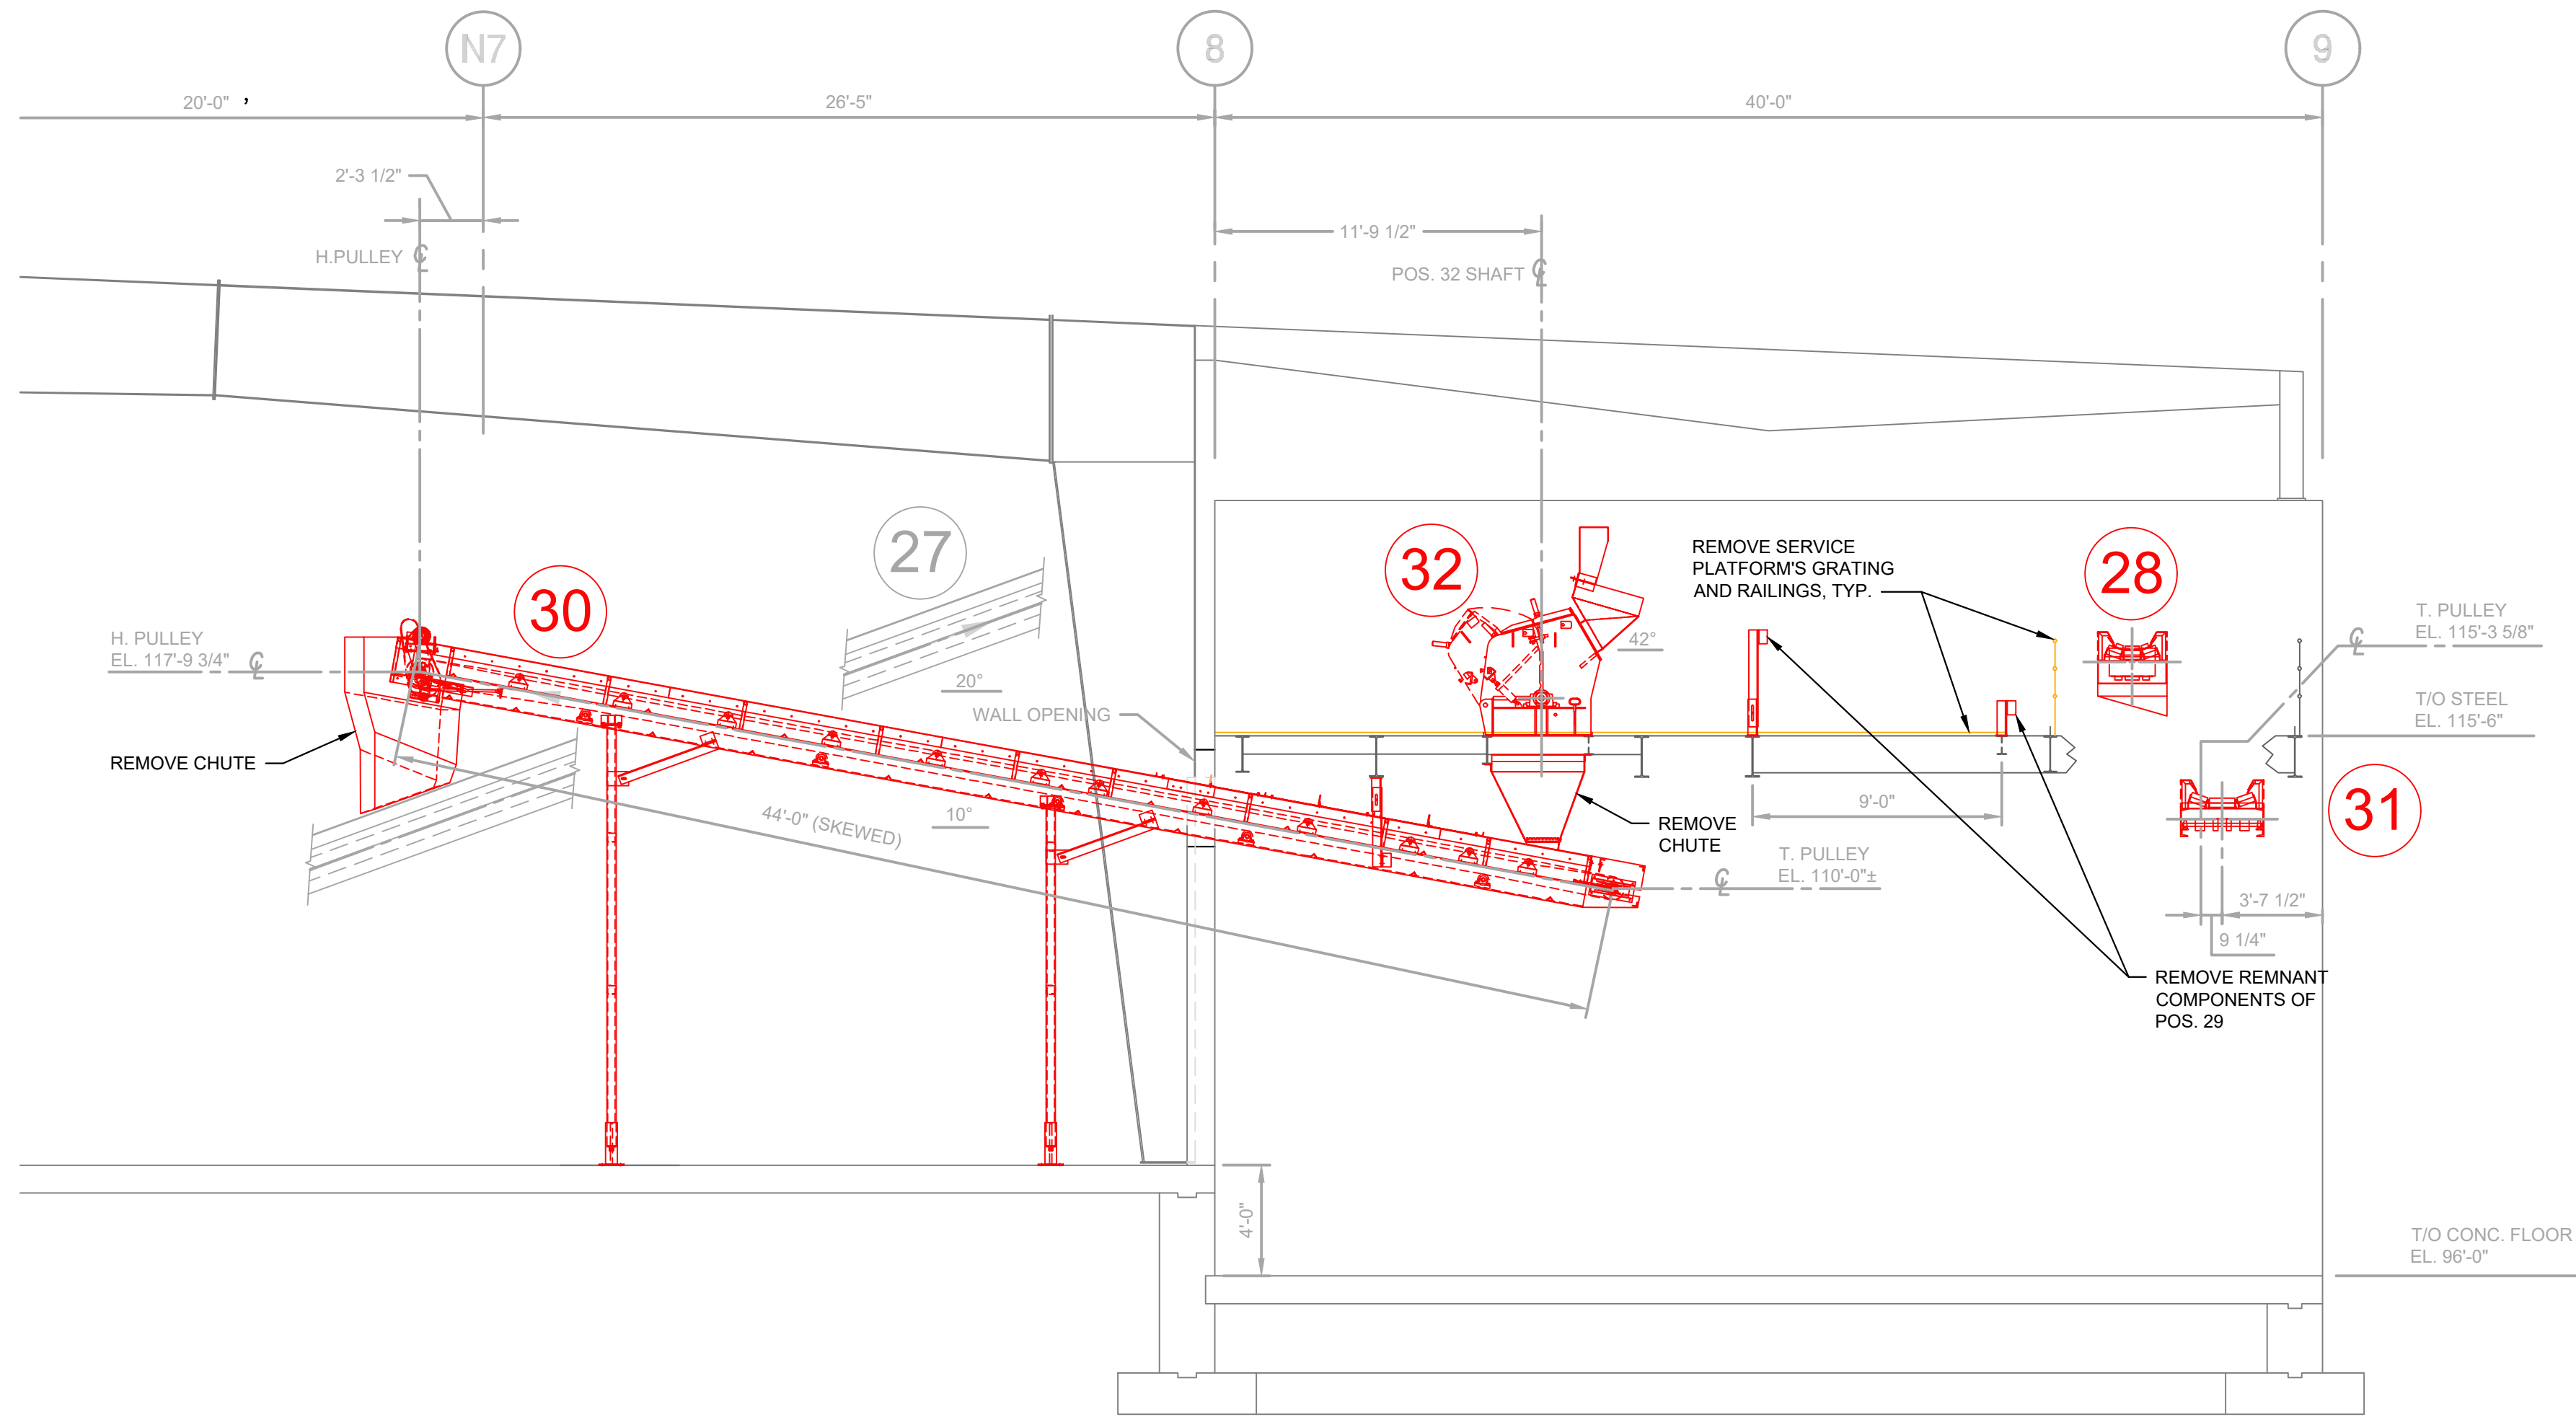 N7
8
9
20'-0" ,
26'-5"
40'-0"
2'-3 1/2"
11'-9 1/2"
H.PULLEY ℄
POS. 32 SHAFT ℄
27
32
REMOVE SERVICE
PLATFORM'S GRATING
AND RAILINGS, TYP.
28
30
H. PULLEY
EL. 117'-9 3/4" ℄
42°
T. PULLEY
EL. 115'-3 5/8"
℄
20°
WALL OPENING
T/O STEEL
EL. 115'-6"
REMOVE CHUTE
44'-0" (SKEWED)
10°
9'-0"
31
REMOVE
CHUTE
T. PULLEY
EL. 110'-0"±
℄
3'-7 1/2"
9 1/4"
REMOVE REMNANT
COMPONENTS OF
POS. 29
4'-0"
T/O CONC. FLOOR
EL. 96'-0"